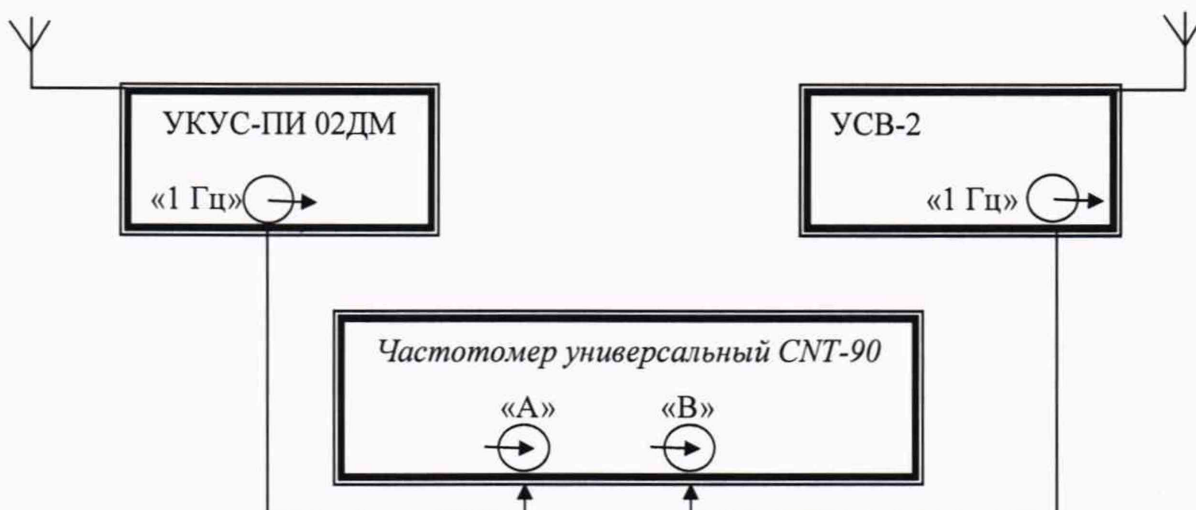 УКУС-ПИ 02ДМ
УСВ-2
«1 Гц»
«1 Гц»
Частотомер универсальный CNT-90
«А»
«В»